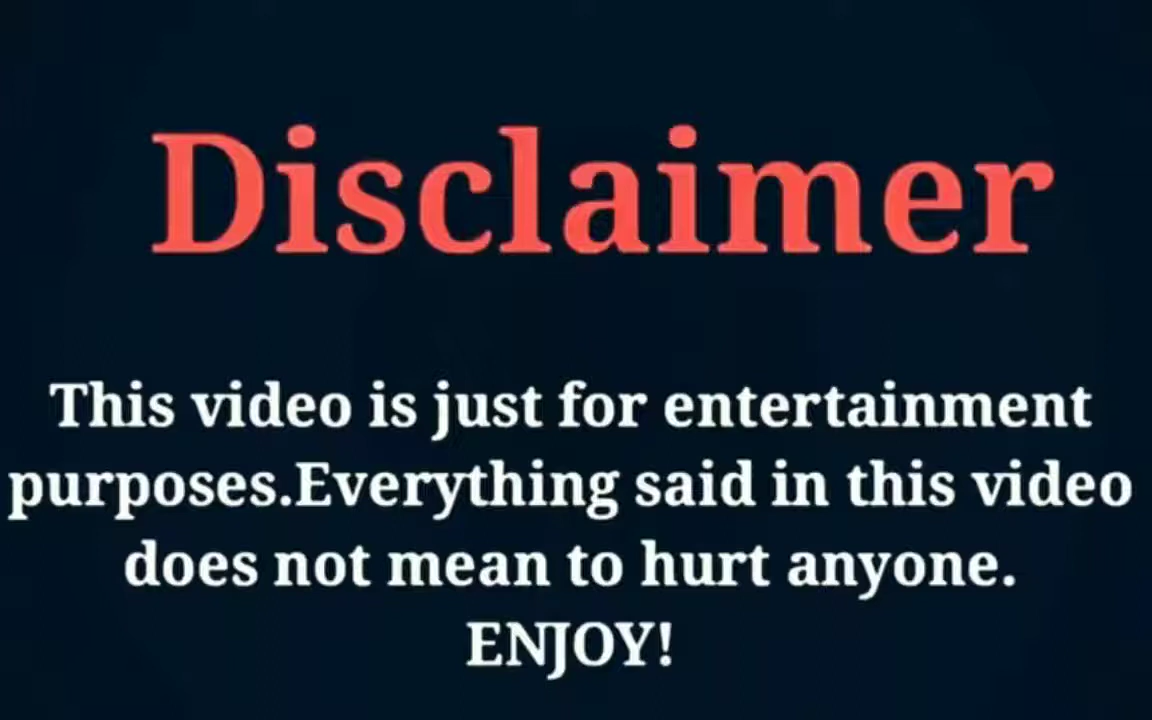 Disclaimer
This video is just for entertainment
purposes.Everything said in this video
does not mean to hurt anyone.
ENJOY!